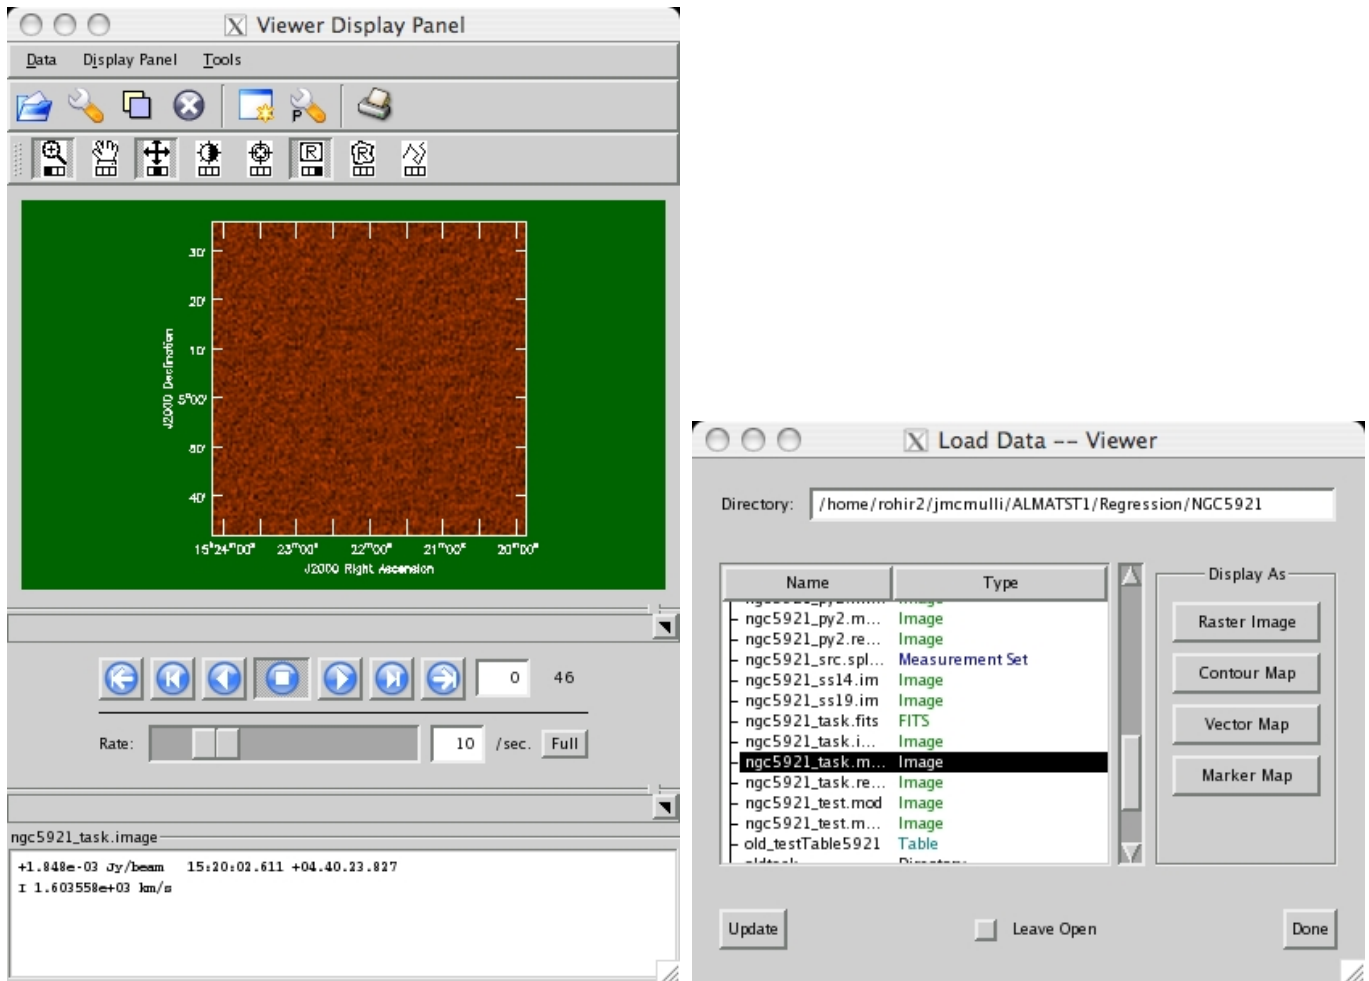 Viewer Display Panel
Data Display Panel Tools
P
R R
30'
20'
10'
5°00'
50'
40'
J2000 Declination
15ʰ24ᵐ00ˢ 23ᵐ00ˢ 22ᵐ00ˢ 21ᵐ00ˢ 20ᵐ00ˢ
J2000 Right Ascension
0 46
Rate: 10 /sec. Full
ngc5921_task.image
+1.848e-03 Jy/beam 15:20:02.611 +04.40.23.827
I 1.603558e+03 km/s
X Load Data -- Viewer
Directory: /home/rohir2/jmcmulli/ALMATST1/Regression/NGC5921
Name Type
ngc5921_py2.m... Image
ngc5921_py2.re... Image
ngc5921_src.spl... Measurement Set
ngc5921_ss14.im Image
ngc5921_ss19.im Image
ngc5921_task.fits FITS
ngc5921_task.i... Image
ngc5921_task.m... Image
ngc5921_task.re... Image
ngc5921_test.mod Image
ngc5921_test.m... Image
old_testTable5921 Table
Display As
Raster Image
Contour Map
Vector Map
Marker Map
Update Leave Open Done